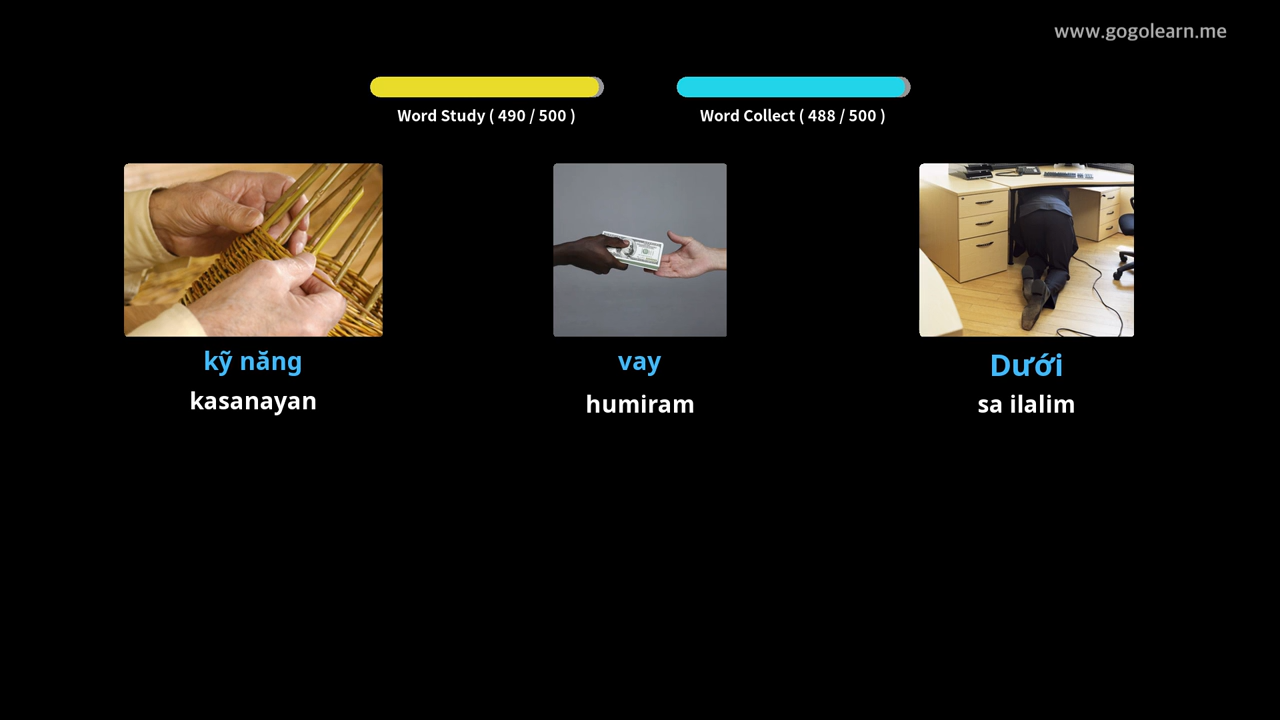 www.gogolearn.me
Word Study ( 490 / 500 )
Word Collect ( 488 / 500 )
kỹ năng
kasanayan
vay
humiram
Dưới
sa ilalim